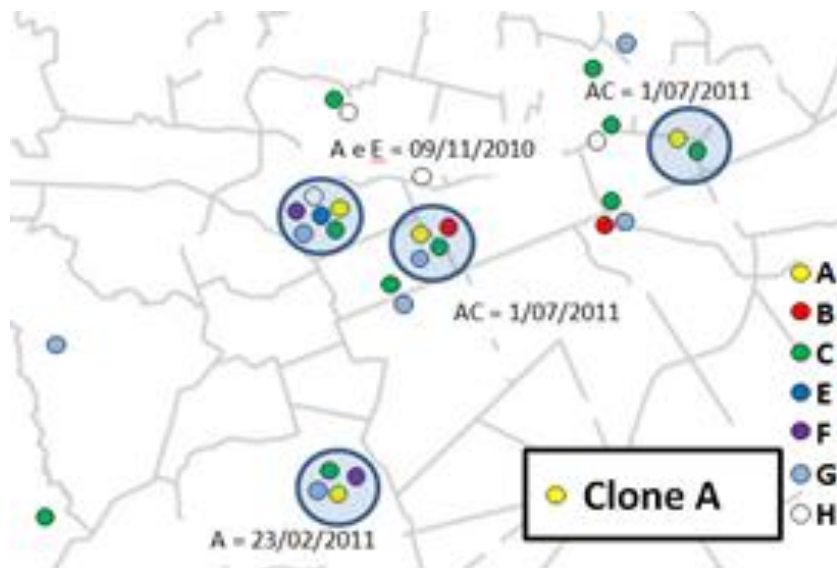 AC = 1/07/2011
A e E = 09/11/2010
AC = 1/07/2011
A
B
C
E
F
G
H
Clone A
A = 23/02/2011